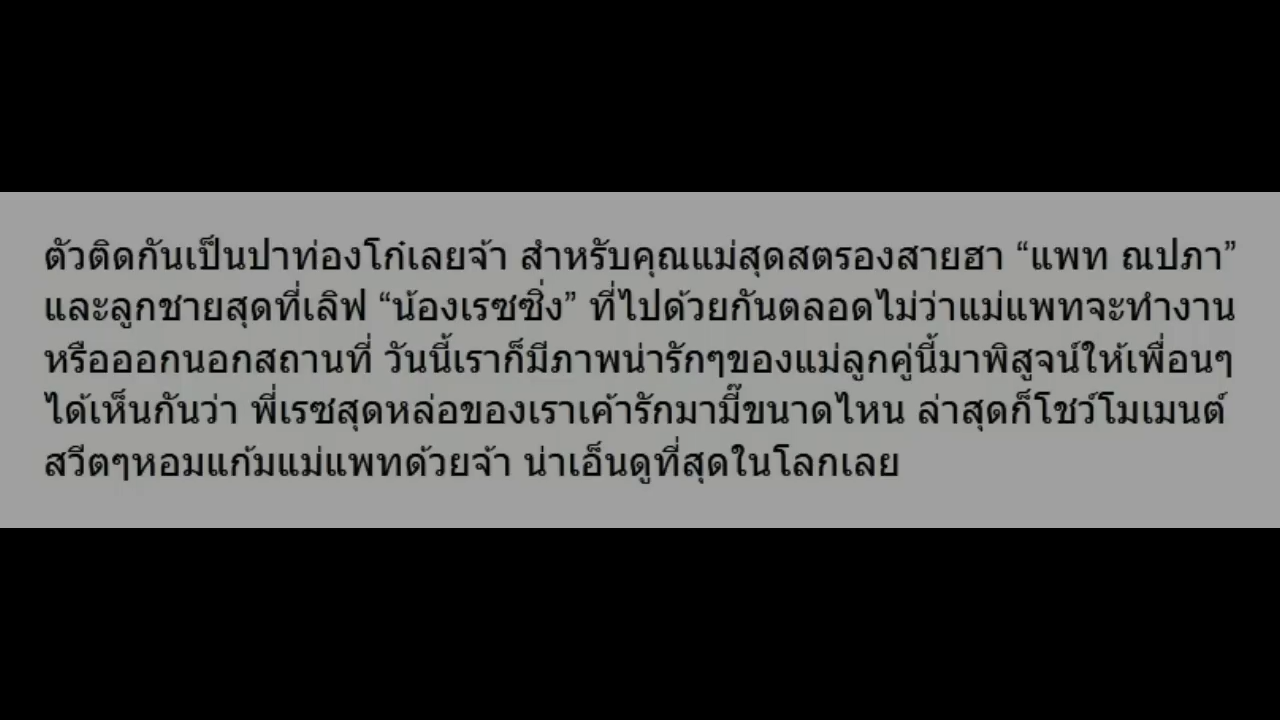 ตัวติดกันเป็นปาท่องโก๋เลยจ้า สำหรับคุณแม่สุดสตรองสายฮา “แพท ณปภา”
และลูกชายสุดที่เลิฟ “น้องเรซซิ่ง” ที่ไปด้วยกันตลอดไม่ว่าแม่แพทจะทำงาน
หรือออกนอกสถานที่ วันนี้เราก็มีภาพน่ารักๆของแม่ลูกคู่นี้มาพิสูจน์ให้เพื่อนๆ
ได้เห็นกันว่า พี่เรซสุดหล่อของเราเค้ารักมามี๊ขนาดไหน ล่าสุดก็โชว์โมเมนต์
สวีตๆหอมแก้มแม่แพทด้วยจ้า น่าเอ็นดูที่สุดในโลกเลย